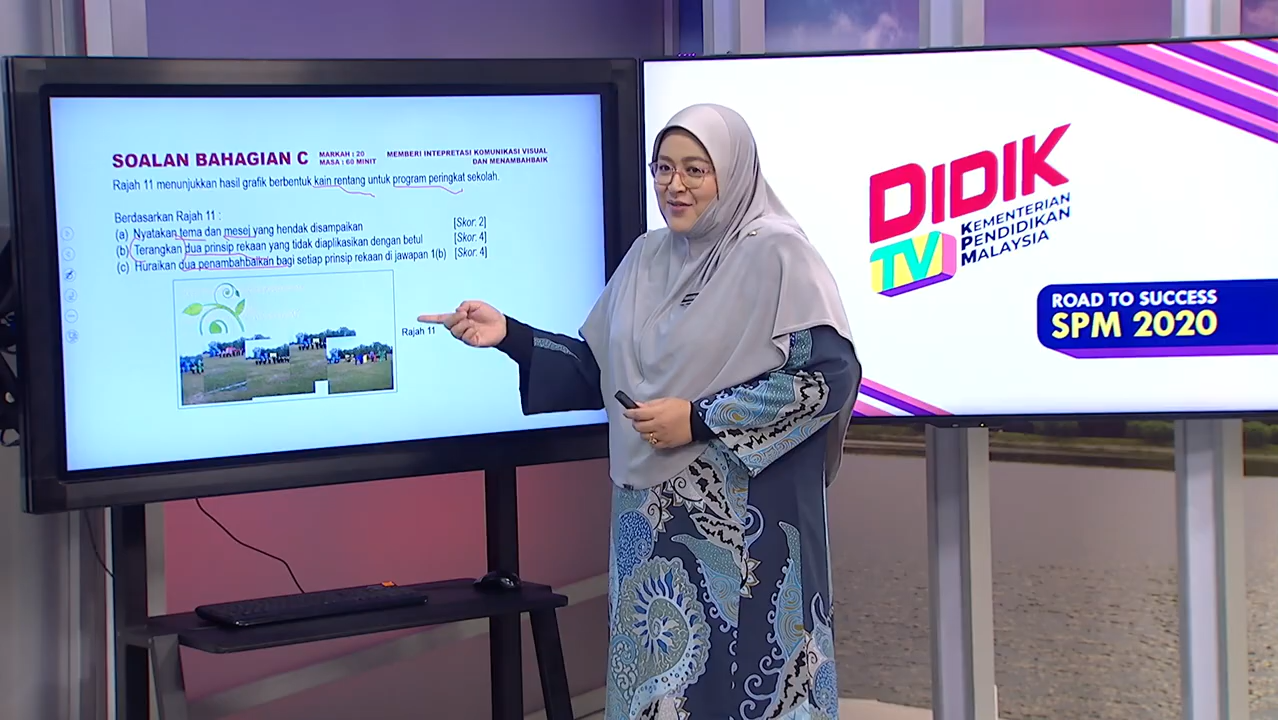 SOALAN BAHAGIAN C
MARKAH : 20
MASA : 60 MINIT
MEMBERI INTEPRETASI KOMUNIKASI VISUAL
DAN MENAMBAHBAIK
Rajah 11 menunjukkan hasil grafik berbentuk kain rentang untuk program peringkat sekolah.
Berdasarkan Rajah 11 :
(a) Nyatakan tema dan mesej yang hendak disampaikan [Skor. 2]
(b) Terangkan dua prinsip rekaan yang tidak diaplikasikan dengan betul [Skor. 4]
(c) Huraikan dua penambahbaikan bagi setiap prinsip rekaan di jawapan 1(b) [Skor. 4]
Rajah 11
DIDIK
TV
KEMENTERIAN
PENDIDIKAN
MALAYSIA
ROAD TO SUCCESS
SPM 2020